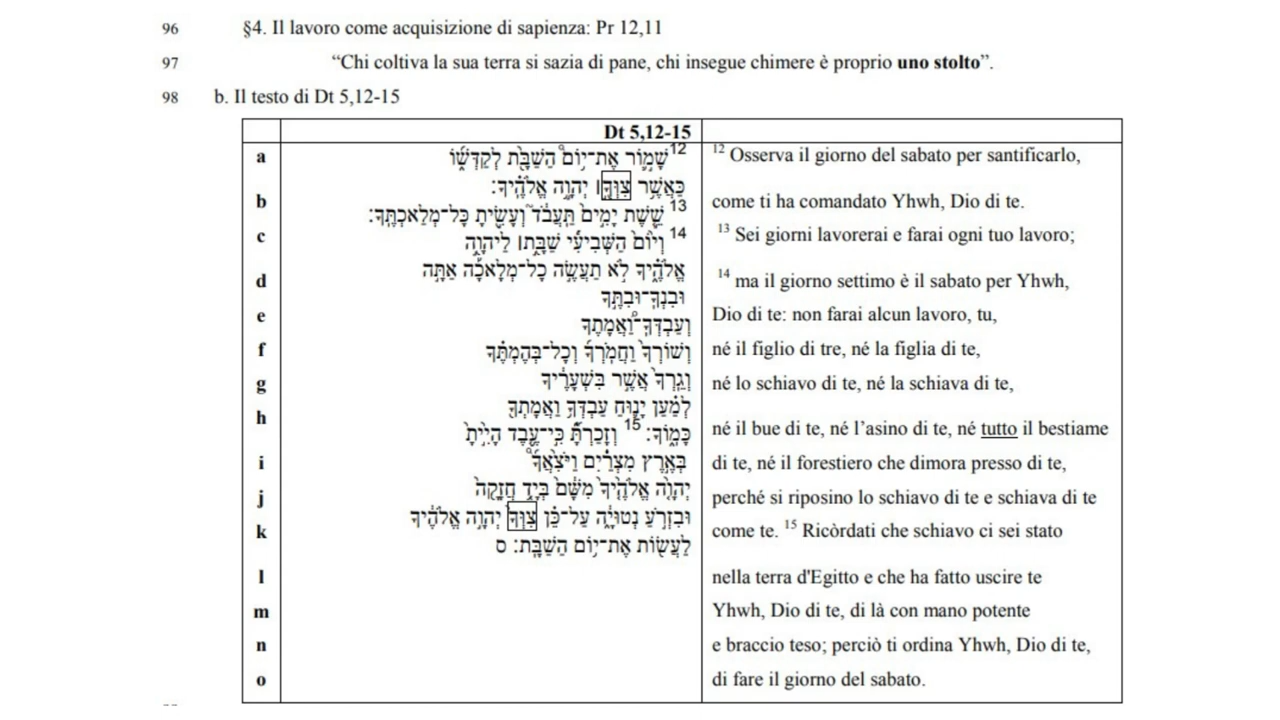 96 §4. Il lavoro come acquisizione di sapienza: Pr 12,11
97 “Chi coltiva la sua terra si sazia di pane, chi insegue chimere è proprio uno stolto”.
98 b. Il testo di Dt 5,12-15
Dt 5,12-15
a
b
c
d
e
f
g
h
i
j
k
l
m
n
o
12 שָׁמ֣֛וֹר אֶת־י֥וֹם֩ הַשַּׁבָּ֖֨ת לְקַדְּשׁ֑֜וֹ
כַּאֲשֶׁ֥ר צִוְּךָ֖֣׀ יְהוָ֥ה אֱלֹהֶֽ֗יךָ׃
13 שֵׁ֤֣שֶׁת יָמִ֣ים֙ תַּֽעֲבֹ֔ד֮ וְעָשִׂ֖֣יתָ כָּל־מְלַאכְתֶּֽךָ֒׃
14 וְי֙וֹם֙ הַשְּׁבִיעִ֜֔י שַׁבָּ֖֣ת׀ לַיהוָ֖ה
אֱלֹהֶ֑֗יךָ לֹ֣א תַעֲשֶׂ֣ה כָל־מְלָאכָ֡ה אַתָּ֣ה
וּבִנְךָֽ־וּבִתֶּ֣ךָ
וְעַבְדְּךָֽ־וַ֠אֲמָתֶךָ
וְשׁוֹרְךָ֨ וַחֲמֹֽרְךָ֜ וְכָל־בְּהֶמְתֶּ֗ךָ
וְגֵֽרְךָ֙ אֲשֶׁ֣ר בִּשְׁעָרֶ֔יךָ
לְמַ֗עַן יָנ֛וּחַ עַבְדְּךָ֥ וַאֲמָתְךָ֖
כָּמֽ֑וֹךָ׃ 15 וְזָכַרְתָּ֞ כִּ֣י־עֶ֤֥בֶד הָיִ֣֙יתָ֙
בְּאֶ֣רֶץ מִצְרַ֔֗יִם וַיֹּצִ֨אֲךָ֜֩
יְהוָ֤֨ה אֱלֹהֶ֤֙יךָ֙ מִשָּׁ֔ם֙ בְּיָ֤֥ד חֲזָקָ֖ה֙
וּבִזְרֹ֣עַ נְטוּיָ֑֔ה עַל־כֵּ֗ן צִוְּךָ֙ יְהוָ֣ה אֱלֹהֶ֔יךָ
לַעֲשׂ֖וֹת אֶת־י֥וֹם הַשַּׁבָּֽת׃ ס
12 Osserva il giorno del sabato per santificarlo,
come ti ha comandato Yhwh, Dio di te.
13 Sei giorni lavorerai e farai ogni tuo lavoro;
14 ma il giorno settimo è il sabato per Yhwh,
Dio di te: non farai alcun lavoro, tu,
né il figlio di tre, né la figlia di te,
né lo schiavo di te, né la schiava di te,
né il bue di te, né l’asino di te, né tutto il bestiame
di te, né il forestiero che dimora presso di te,
perché si riposino lo schiavo di te e schiava di te
come te. 15 Ricòrdati che schiavo ci sei stato
nella terra d'Egitto e che ha fatto uscire te
Yhwh, Dio di te, di là con mano potente
e braccio teso; perciò ti ordina Yhwh, Dio di te,
di fare il giorno del sabato.